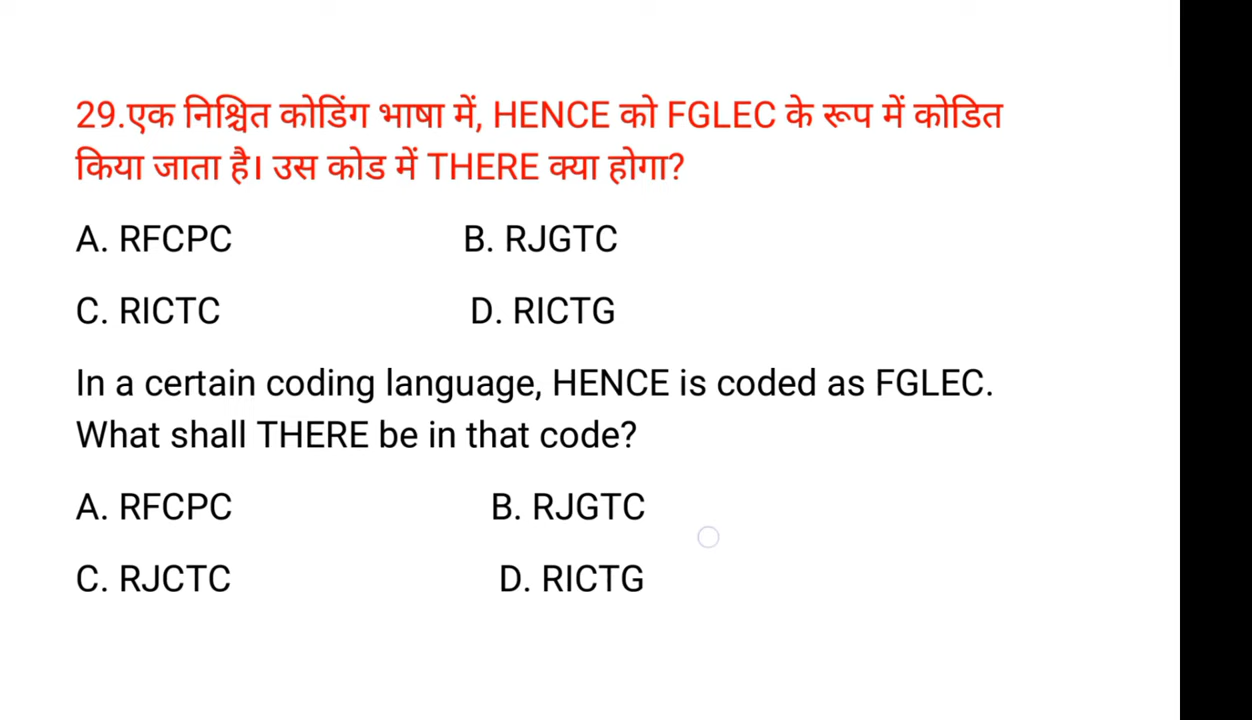 29.एक निश्चित कोडिंग भाषा में, HENCE को FGLEC के रूप में कोडित
किया जाता है। उस कोड में THERE क्या होगा?
A. RFCPC B. RJGTC
C. RICTC D. RICTG
In a certain coding language, HENCE is coded as FGLEC.
What shall THERE be in that code?
A. RFCPC B. RJGTC
C. RJCTC D. RICTG